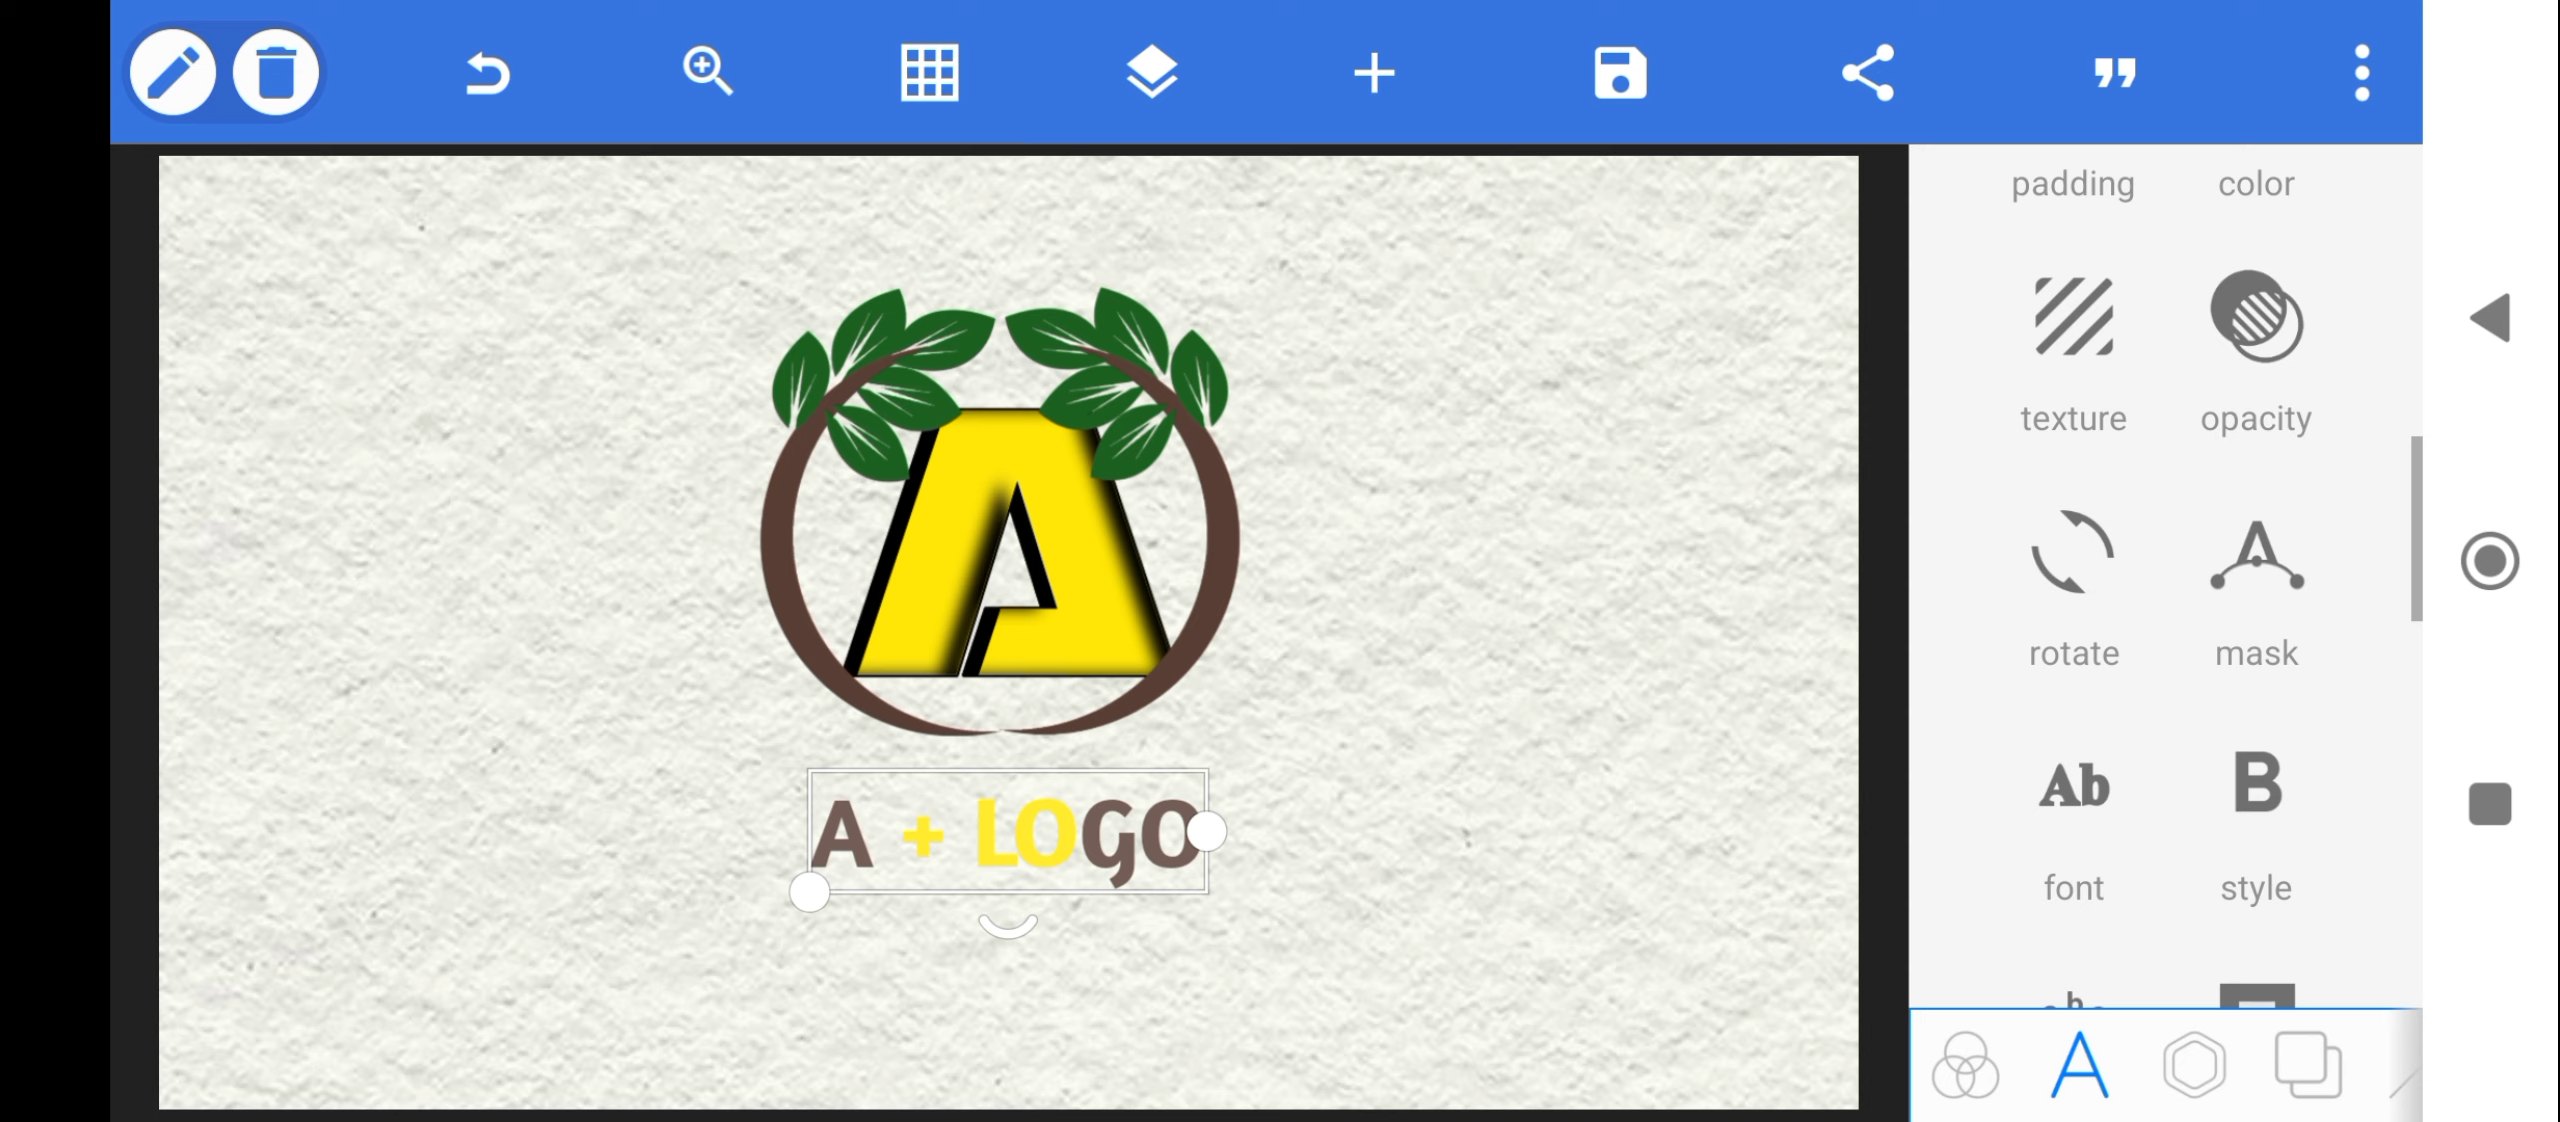 padding color
texture opacity
A
rotate mask
A + LOGO
Ab B
font style